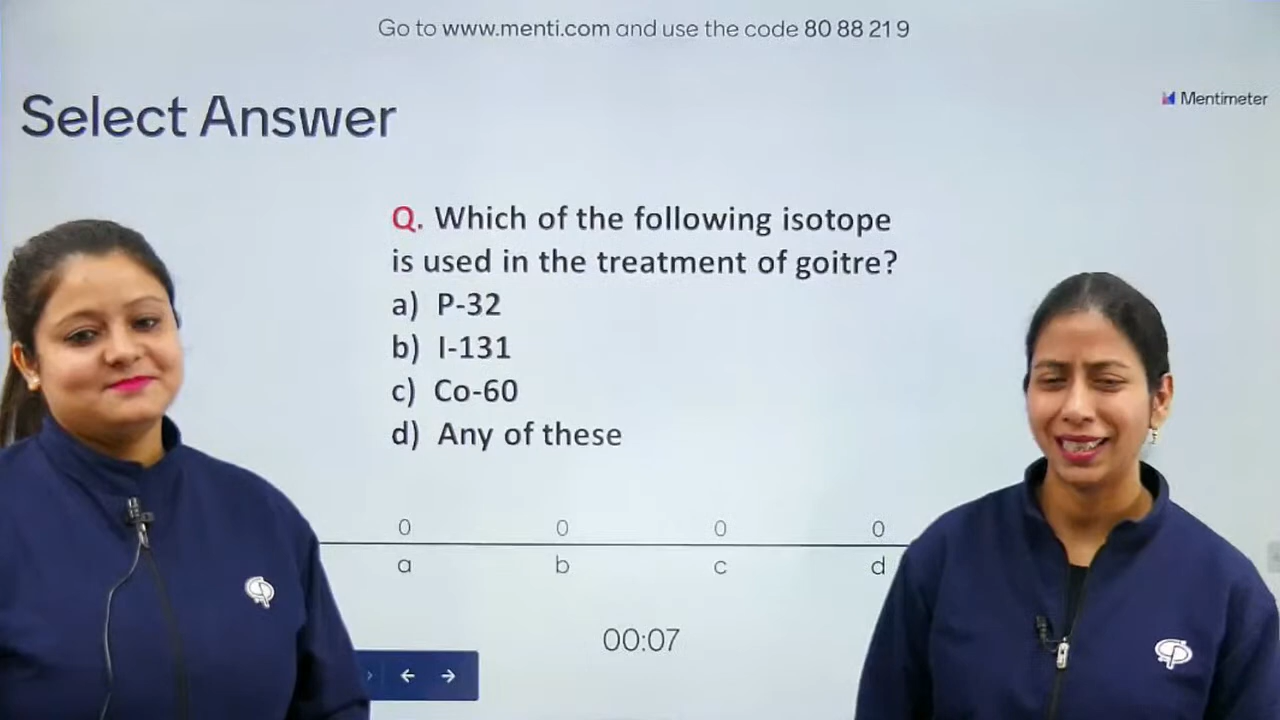 Go to www.menti.com and use the code 80 88 21 9
Select Answer
Mentimeter
Q. Which of the following isotope
is used in the treatment of goitre?
a) P-32
b) I-131
c) Co-60
d) Any of these
0 0 0 0
a b c d
00:07